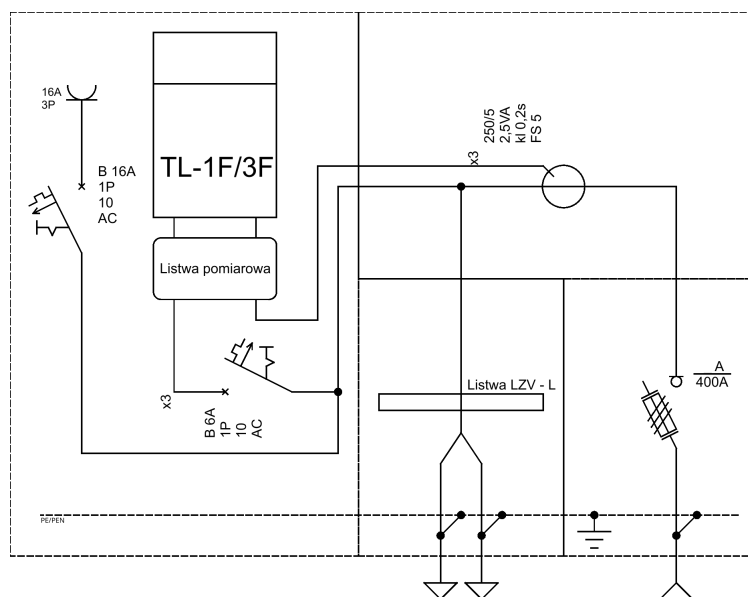 16A
3P
B 16A
1P
10
AC
TL-1F/3F
Listwa pomiarowa
x3
B 6A
1P
10
AC
x3
250/5
2,5VA
kl 0,2s
FS 5
Listwa LZV - L
A
400A
PE/PEN